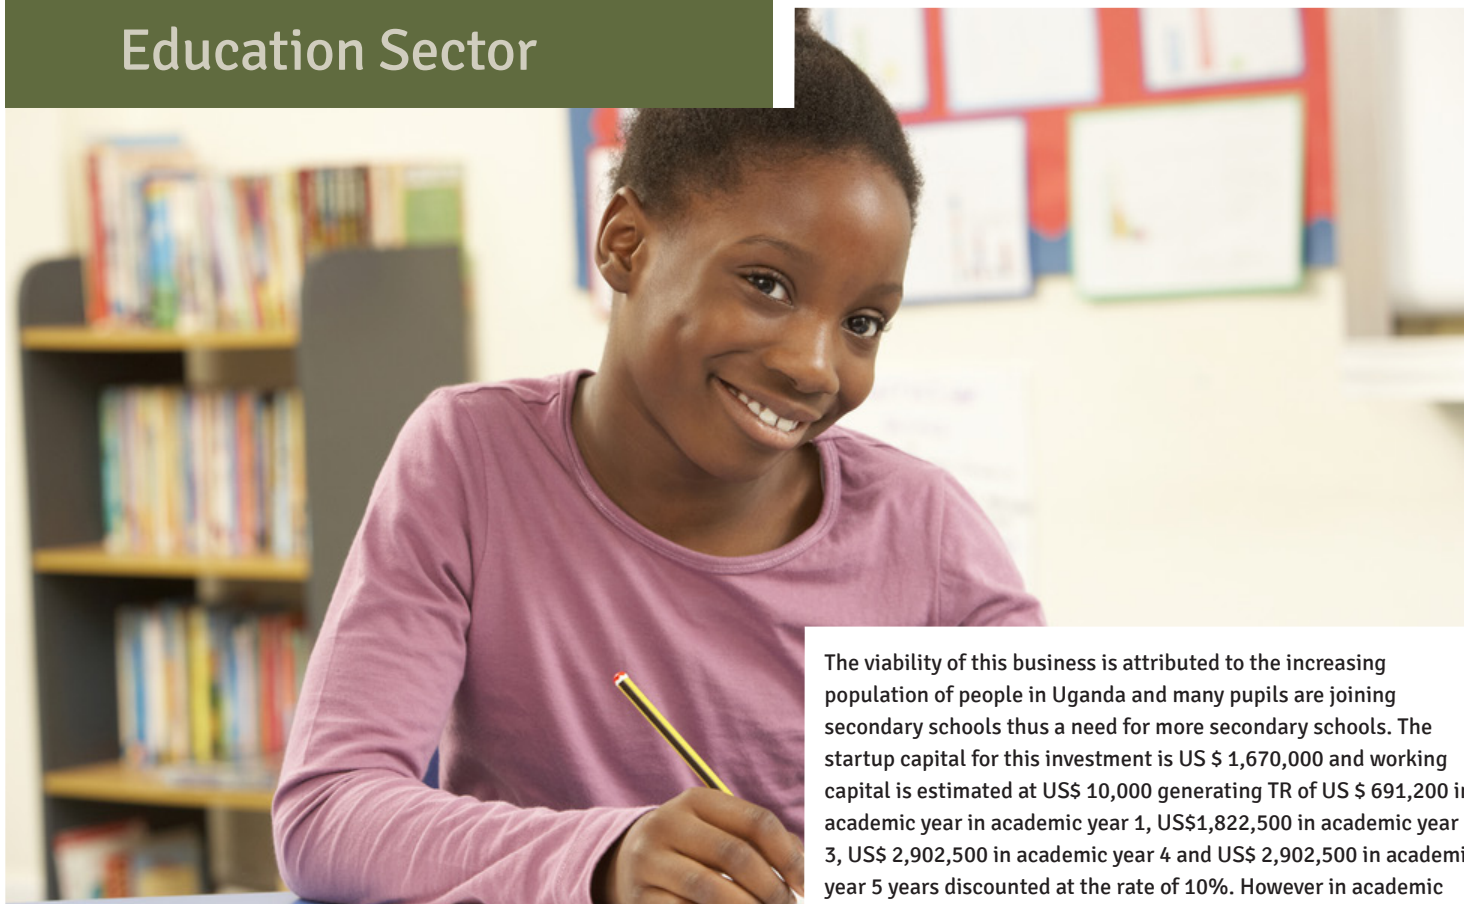 Education Sector
The viability of this business is attributed to the increasing
population of people in Uganda and many pupils are joining
secondary schools thus a need for more secondary schools. The
startup capital for this investment is US $ 1,670,000 and working
capital is estimated at US$ 10,000 generating TR of US $ 691,200
academic year in academic year 1, US$1,822,500 in academic year
3, US$ 2,902,500 in academic year 4 and US$ 2,902,500 in
year 5 years discounted at the rate of 10%. However in academic